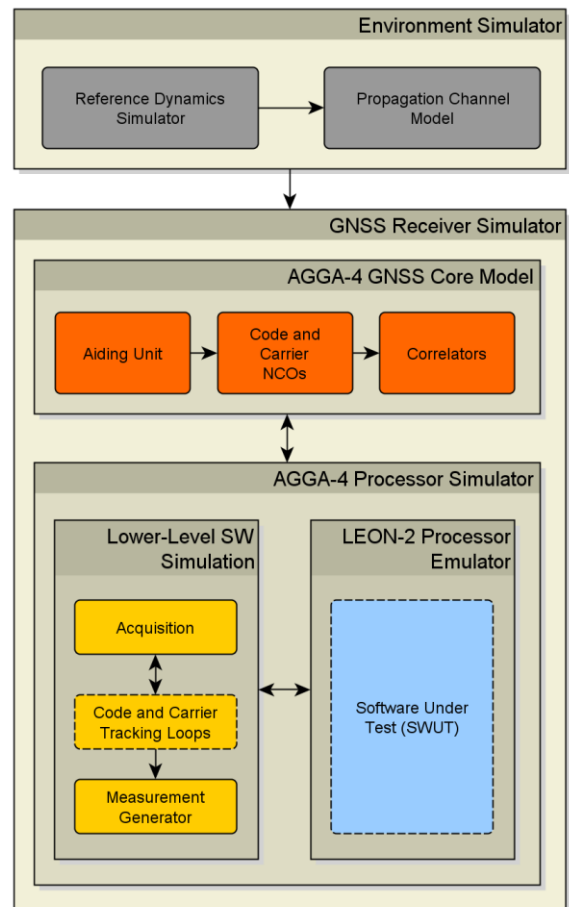 Environment Simulator
Reference Dynamics
Simulator
Propagation Channel
Model
GNSS Receiver Simulator
AGGA-4 GNSS Core Model
Aiding Unit
Code and
Carrier
NCOs
Correlators
AGGA-4 Processor Simulator
Lower-Level SW
Simulation
Acquisition
Code and Carrier
Tracking Loops
Measurement
Generator
LEON-2 Processor
Emulator
Software Under
Test (SWUT)